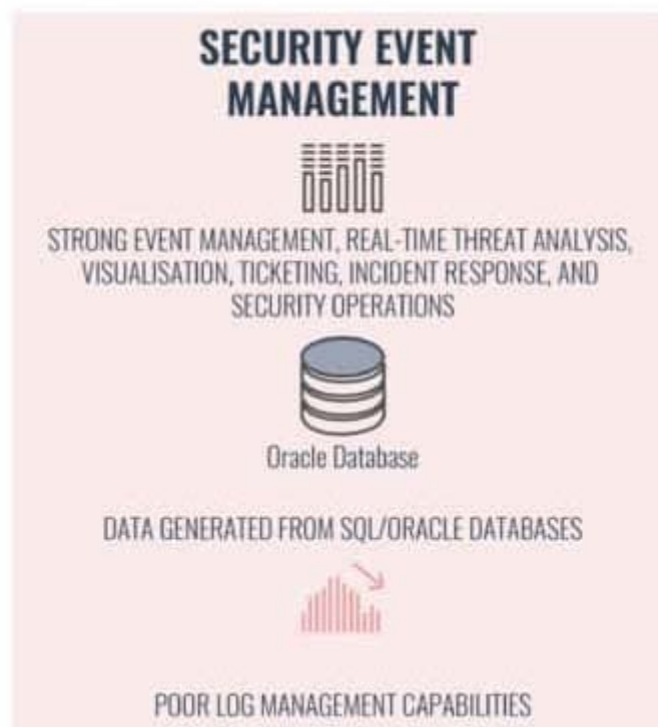 SECURITY EVENT
MANAGEMENT
STRONG EVENT MANAGEMENT, REAL-TIME THREAT ANALYSIS,
VISUALISATION, TICKETING, INCIDENT RESPONSE, AND
SECURITY OPERATIONS
Oracle Database
DATA GENERATED FROM SQL/ORACLE DATABASES
POOR LOG MANAGEMENT CAPABILITIES